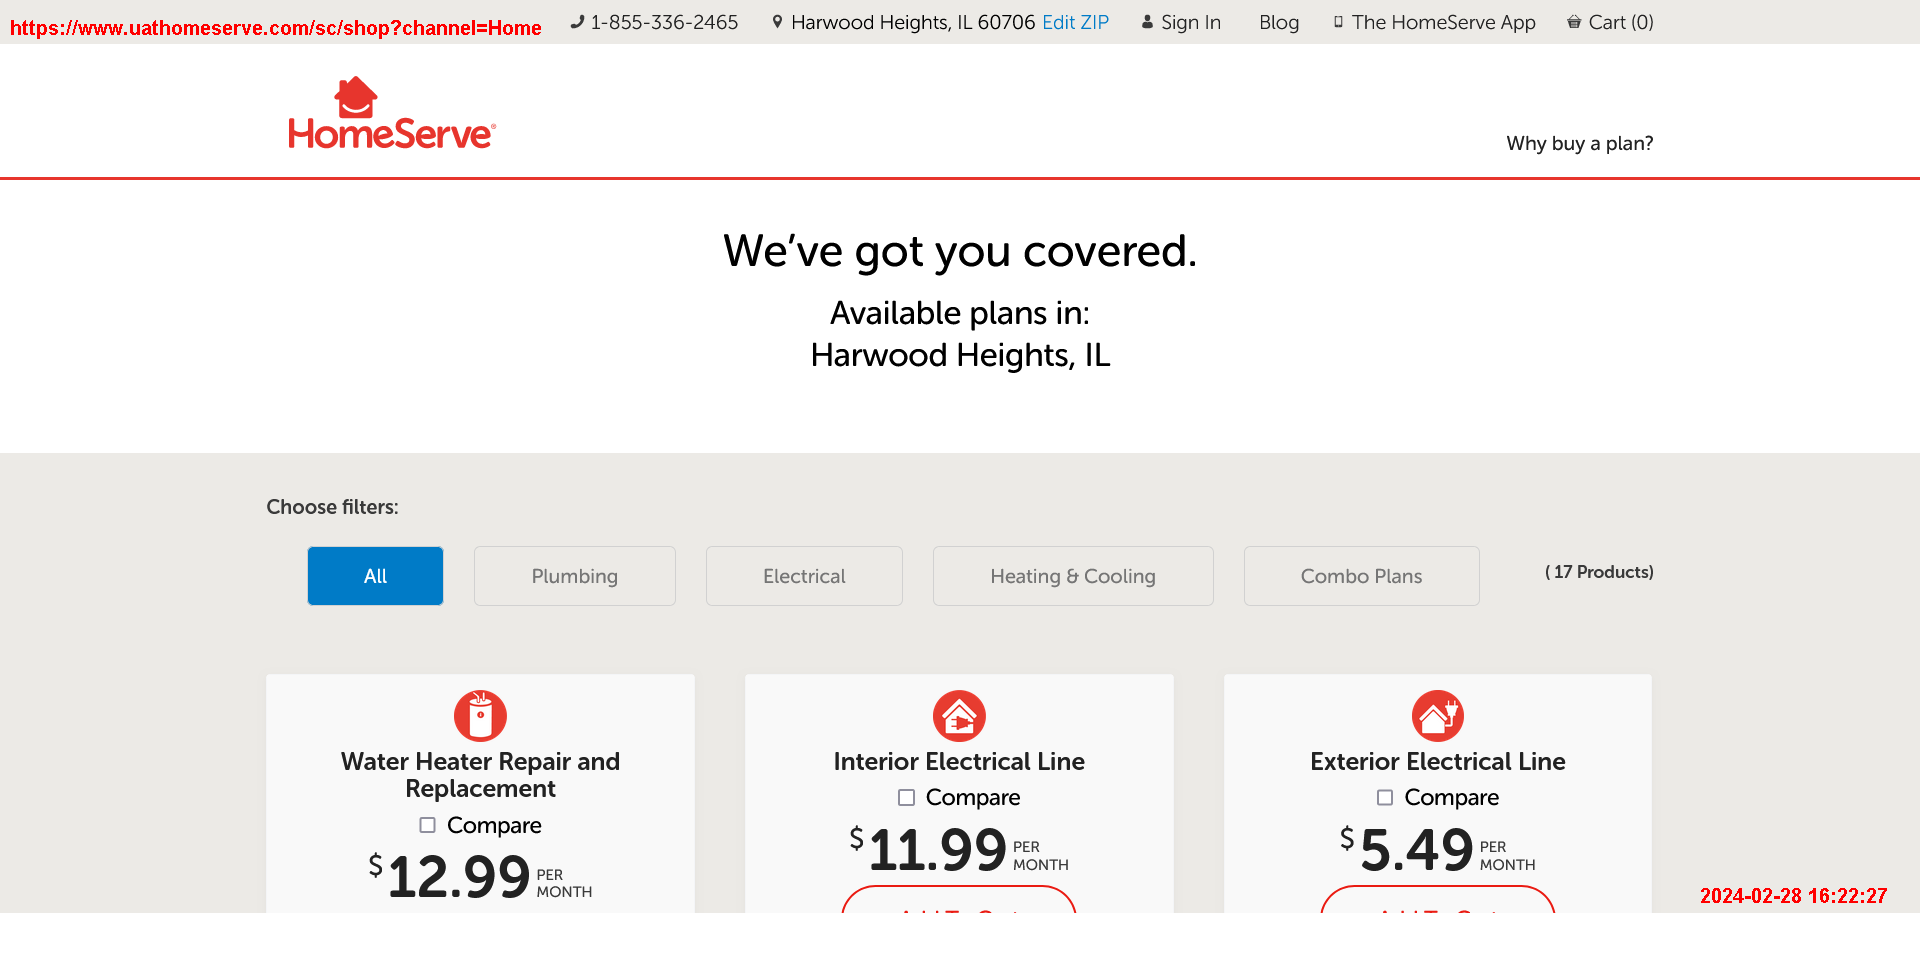 https://www.uathomeserve.com/sc/shop?channel=Home
1-855-336-2465
Harwood Heights, IL 60706 Edit ZIP
Sign In
Blog
The HomeServe App
Cart (0)
HomeServe®
Why buy a plan?
We've got you covered.
Available plans in:
Harwood Heights, IL
Choose filters:
All
Plumbing
Electrical
Heating & Cooling
Combo Plans
( 17 Products)
Water Heater Repair and
Replacement
Compare
$12.99 PER
MONTH
Interior Electrical Line
Compare
$11.99 PER
MONTH
Exterior Electrical Line
Compare
$5.49 PER
MONTH
2024-02-28 16:22:27